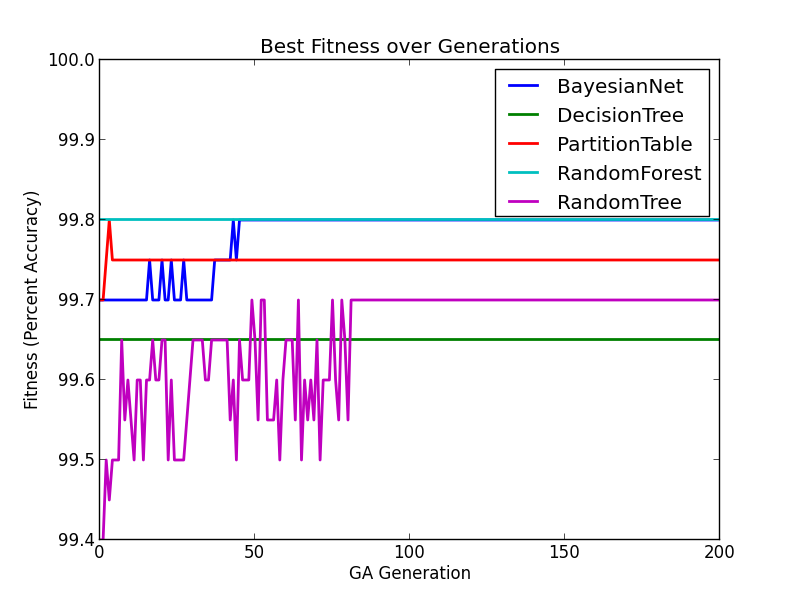 Best Fitness over Generations
100.0
99.9
99.8
99.7
99.6
99.5
99.4
Fitness (Percent Accuracy)
BayesianNet
DecisionTree
PartitionTable
RandomForest
RandomTree
0 50 100 150 200
GA Generation